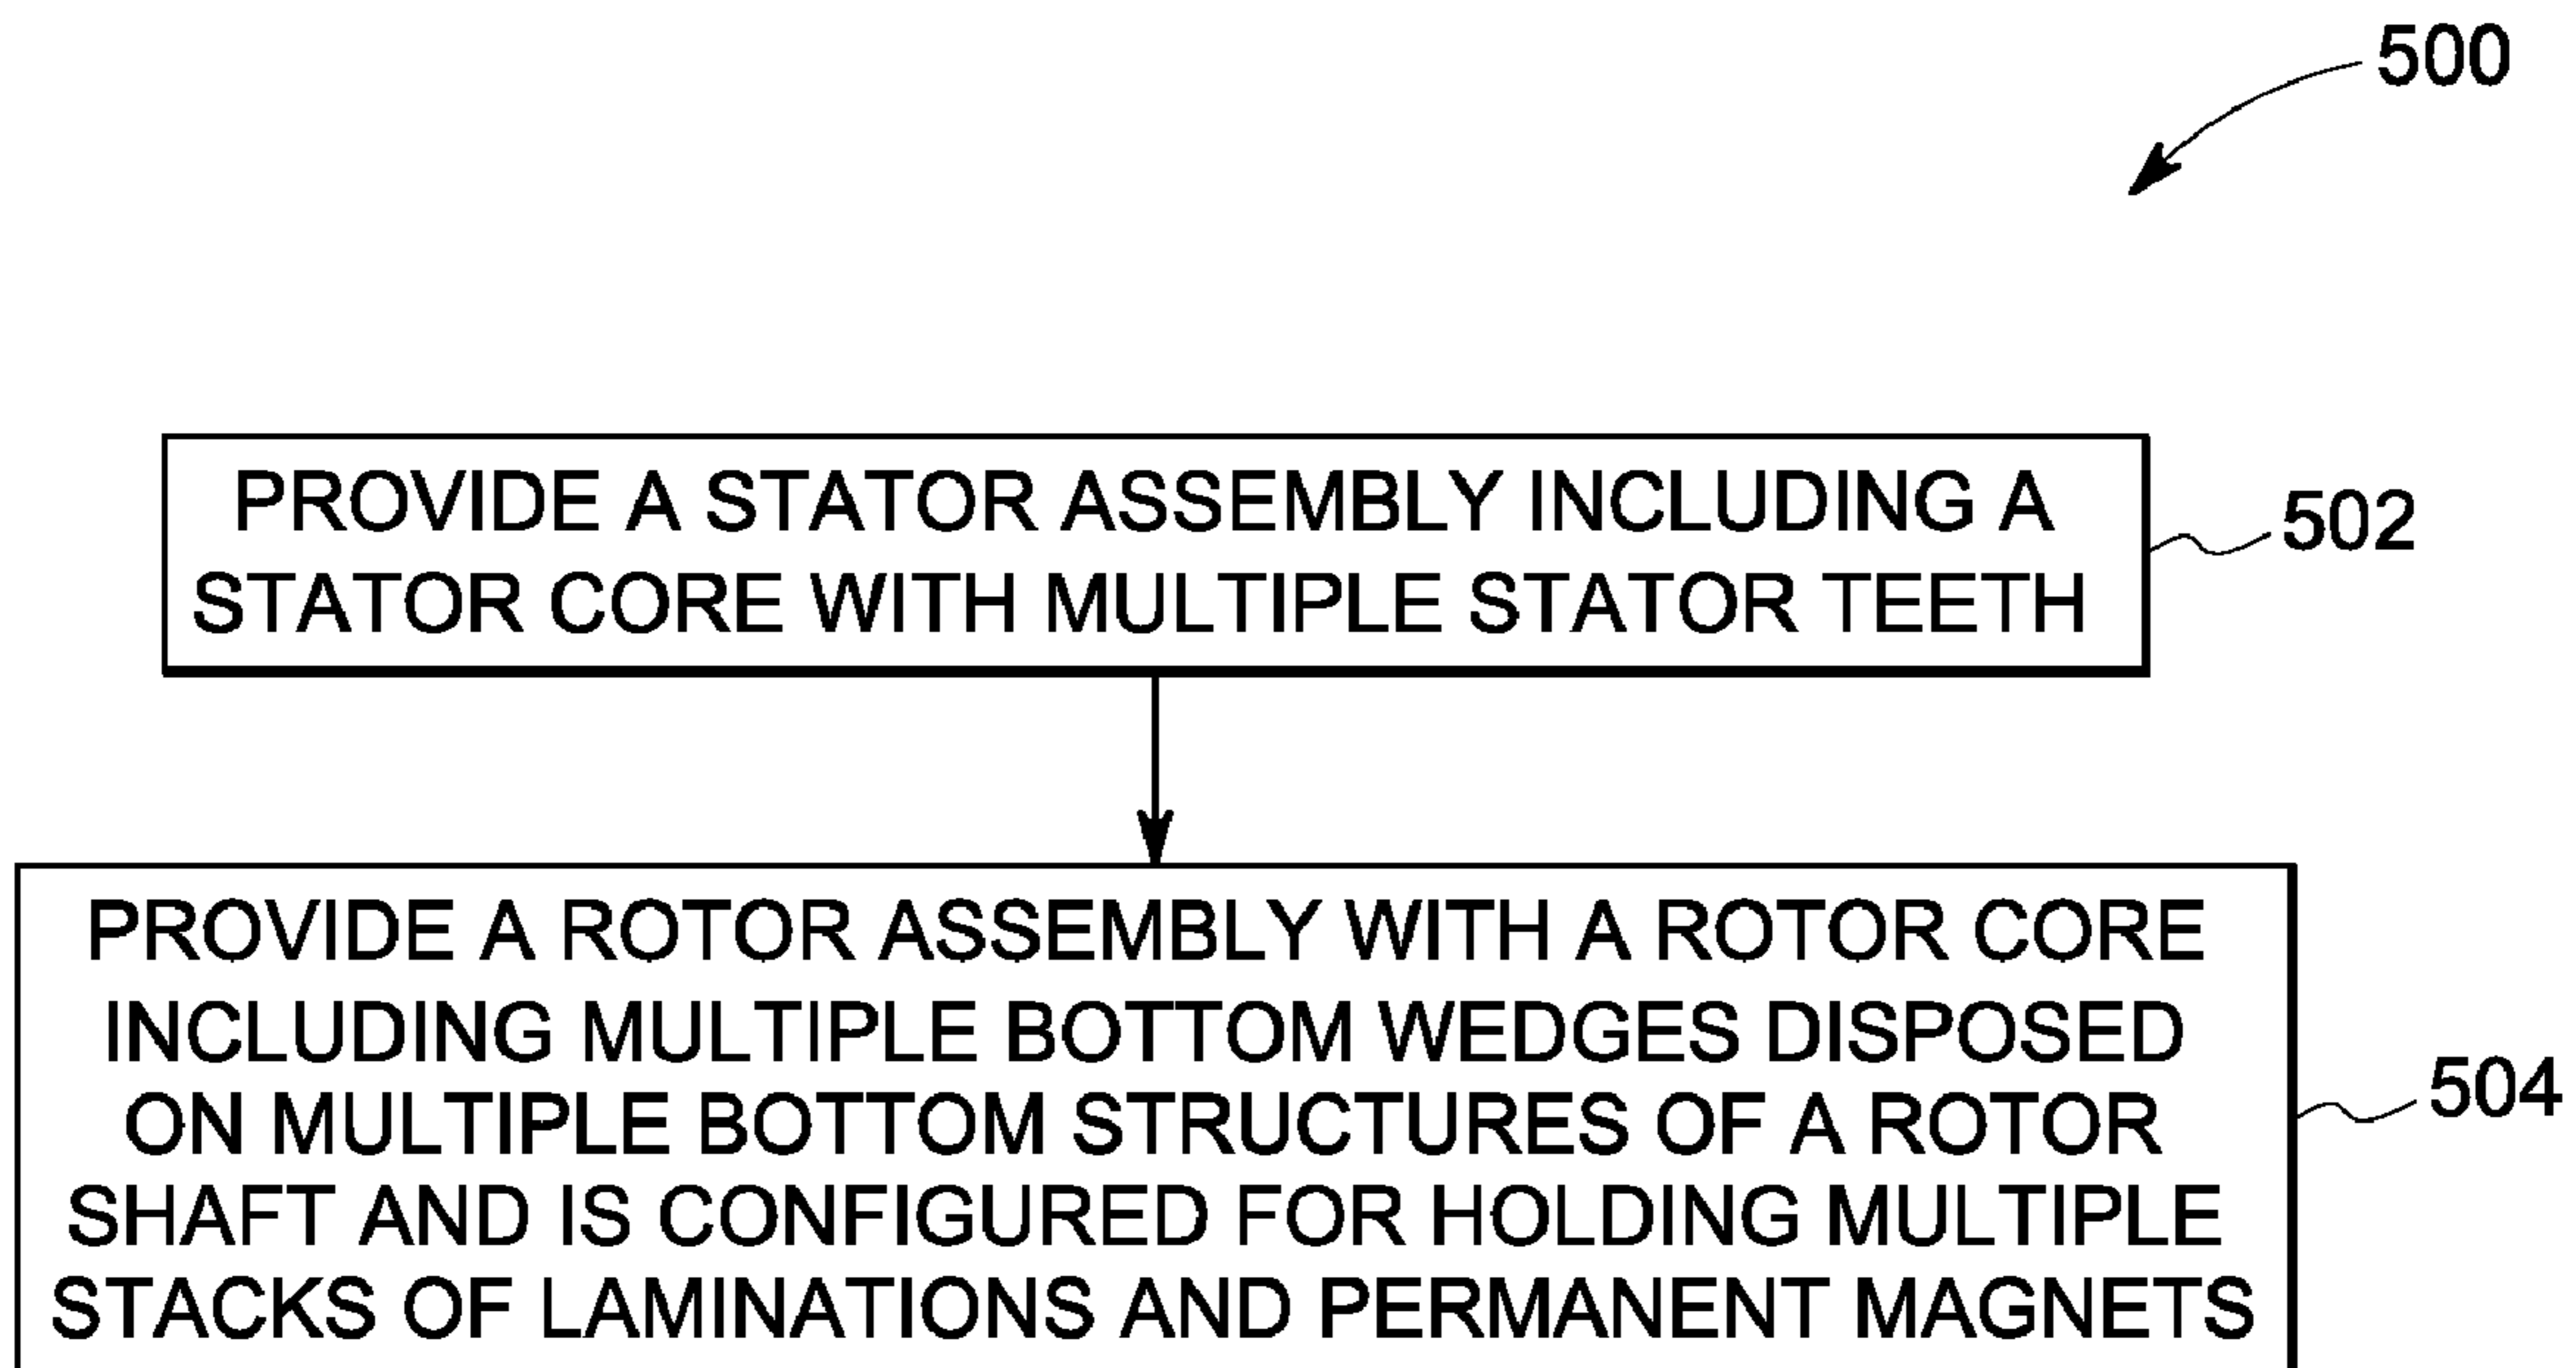 500
PROVIDE A STATOR ASSEMBLY INCLUDING A
STATOR CORE WITH MULTIPLE STATOR TEETH
502
PROVIDE A ROTOR ASSEMBLY WITH A ROTOR CORE
INCLUDING MULTIPLE BOTTOM WEDGES DISPOSED
ON MULTIPLE BOTTOM STRUCTURES OF A ROTOR
SHAFT AND IS CONFIGURED FOR HOLDING MULTIPLE
STACKS OF LAMINATIONS AND PERMANENT MAGNETS
504